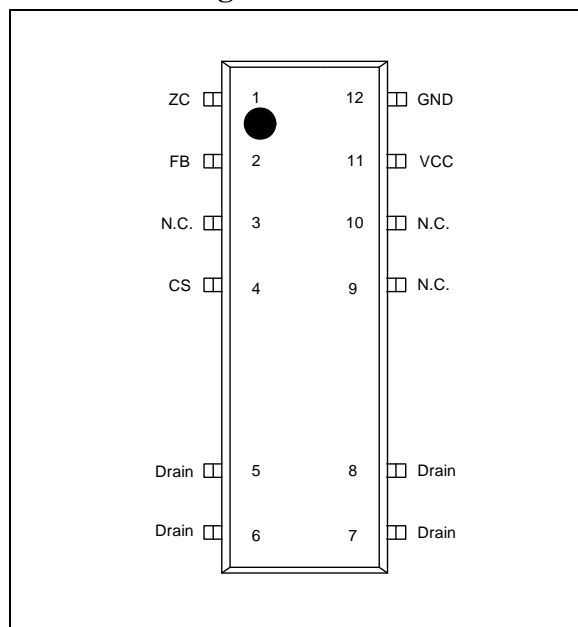 ZC 1 12 GND
FB 2 11 VCC
N.C. 3 10 N.C.
CS 4 9 N.C.
Drain 5 8 Drain
Drain 6 7 Drain